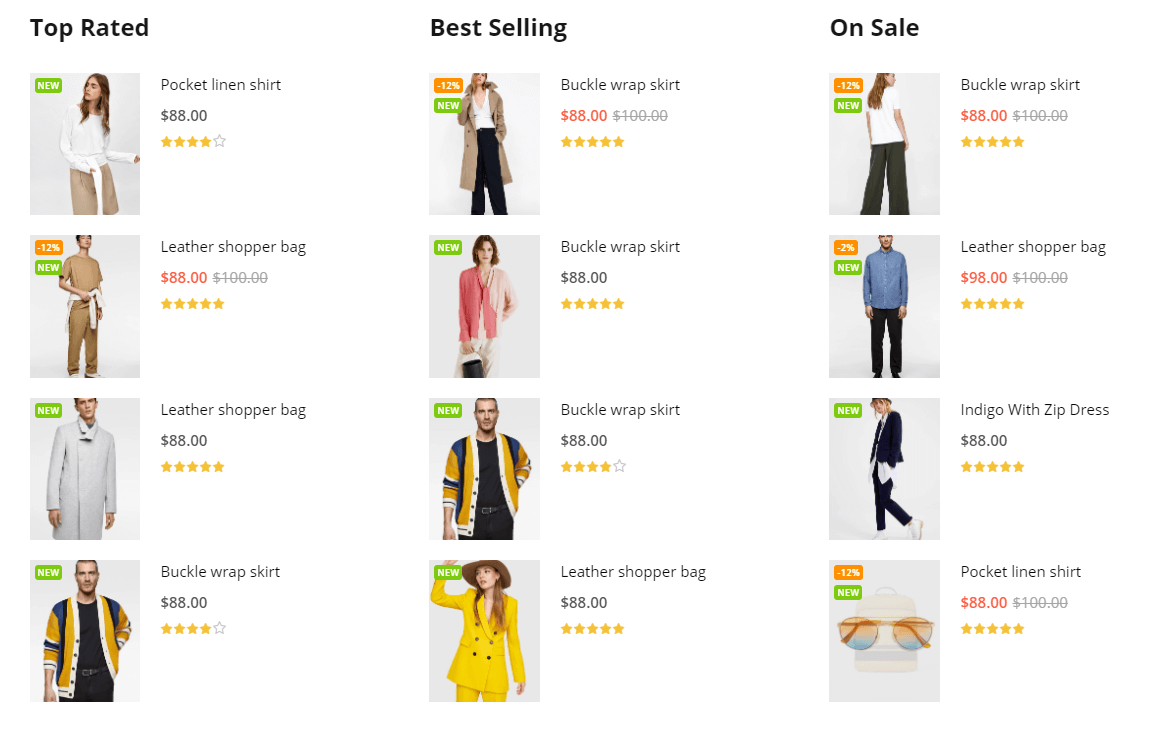 Top Rated
NEW
Pocket linen shirt
$88.00
-12%
NEW
Leather shopper bag
$88.00 $100.00
NEW
Leather shopper bag
$88.00
NEW
Buckle wrap skirt
$88.00
Best Selling
-12%
NEW
Buckle wrap skirt
$88.00 $100.00
NEW
Buckle wrap skirt
$88.00
NEW
Buckle wrap skirt
$88.00
NEW
Leather shopper bag
$88.00
On Sale
-12%
NEW
Buckle wrap skirt
$88.00 $100.00
-2%
NEW
Leather shopper bag
$98.00 $100.00
NEW
Indigo With Zip Dress
$88.00
-12%
NEW
Pocket linen shirt
$88.00 $100.00